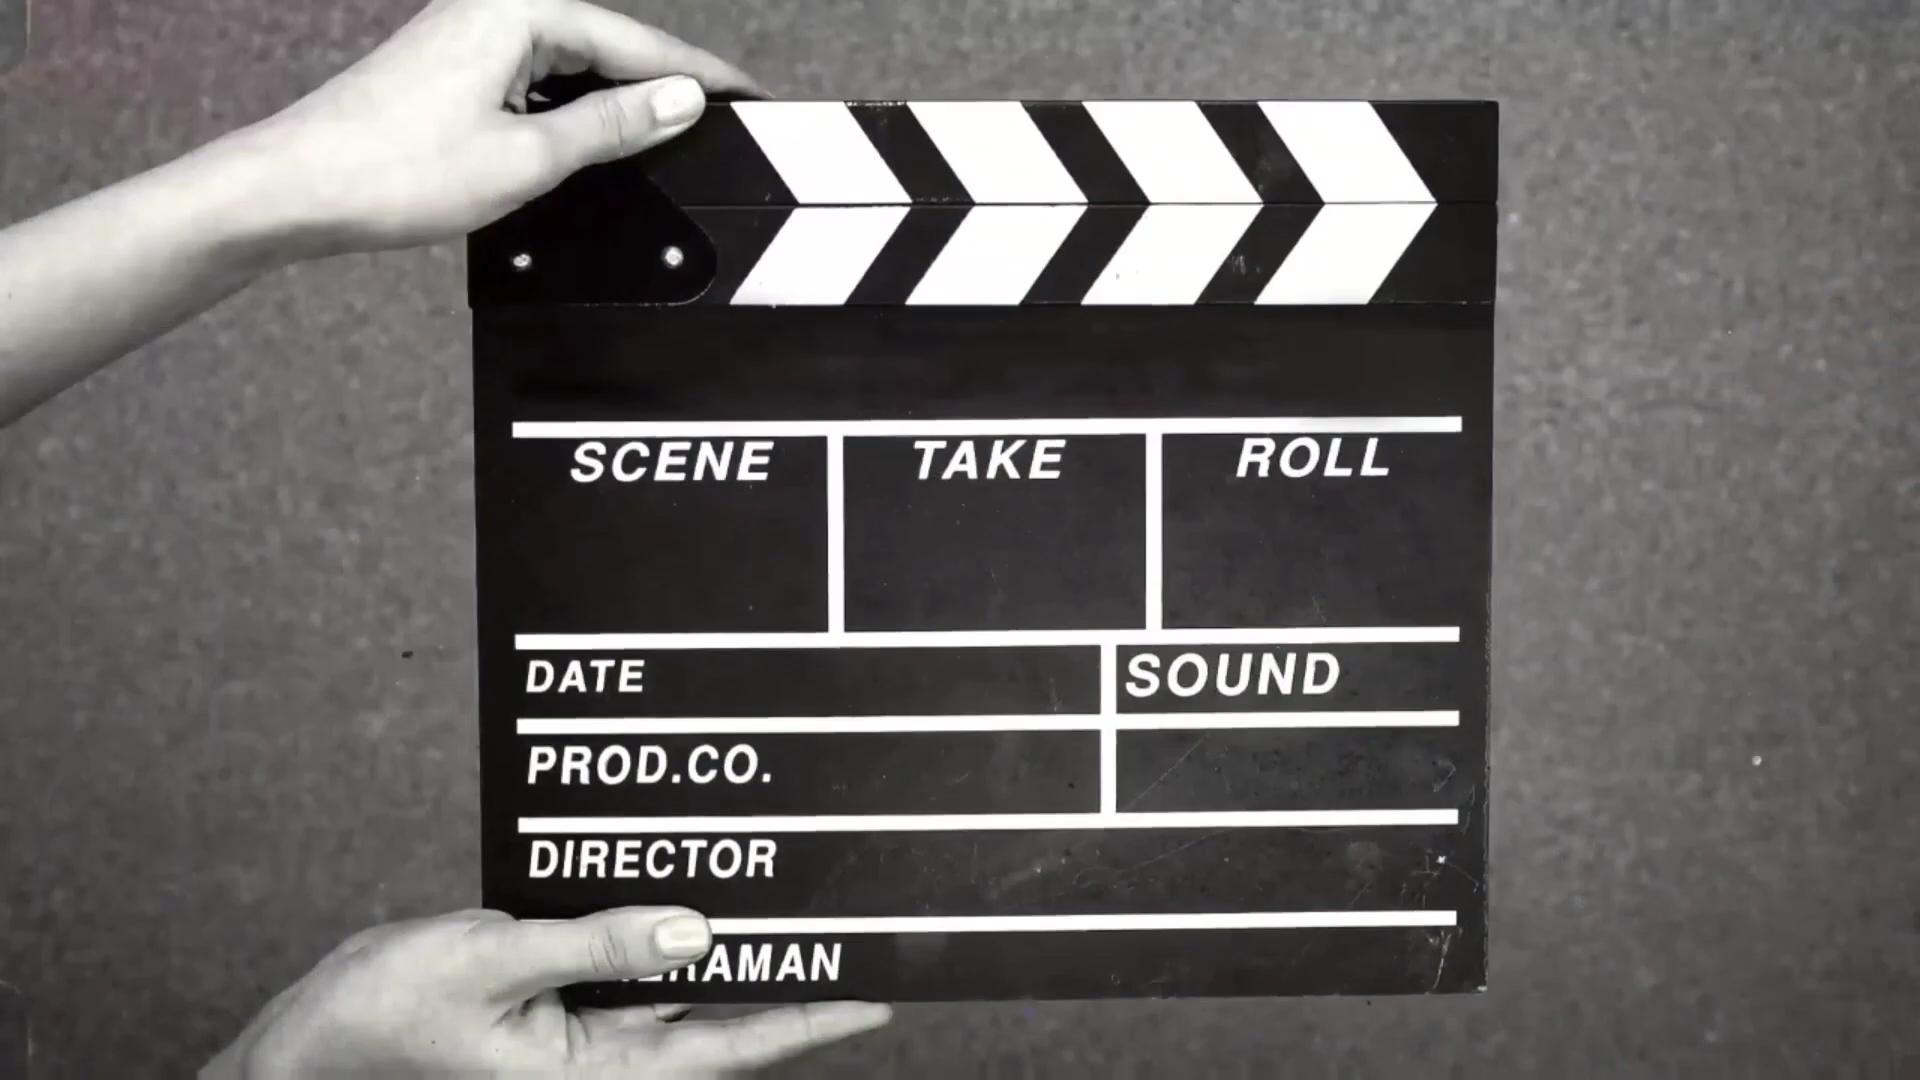 SCENE TAKE ROLL
DATE SOUND
PROD.CO.
DIRECTOR